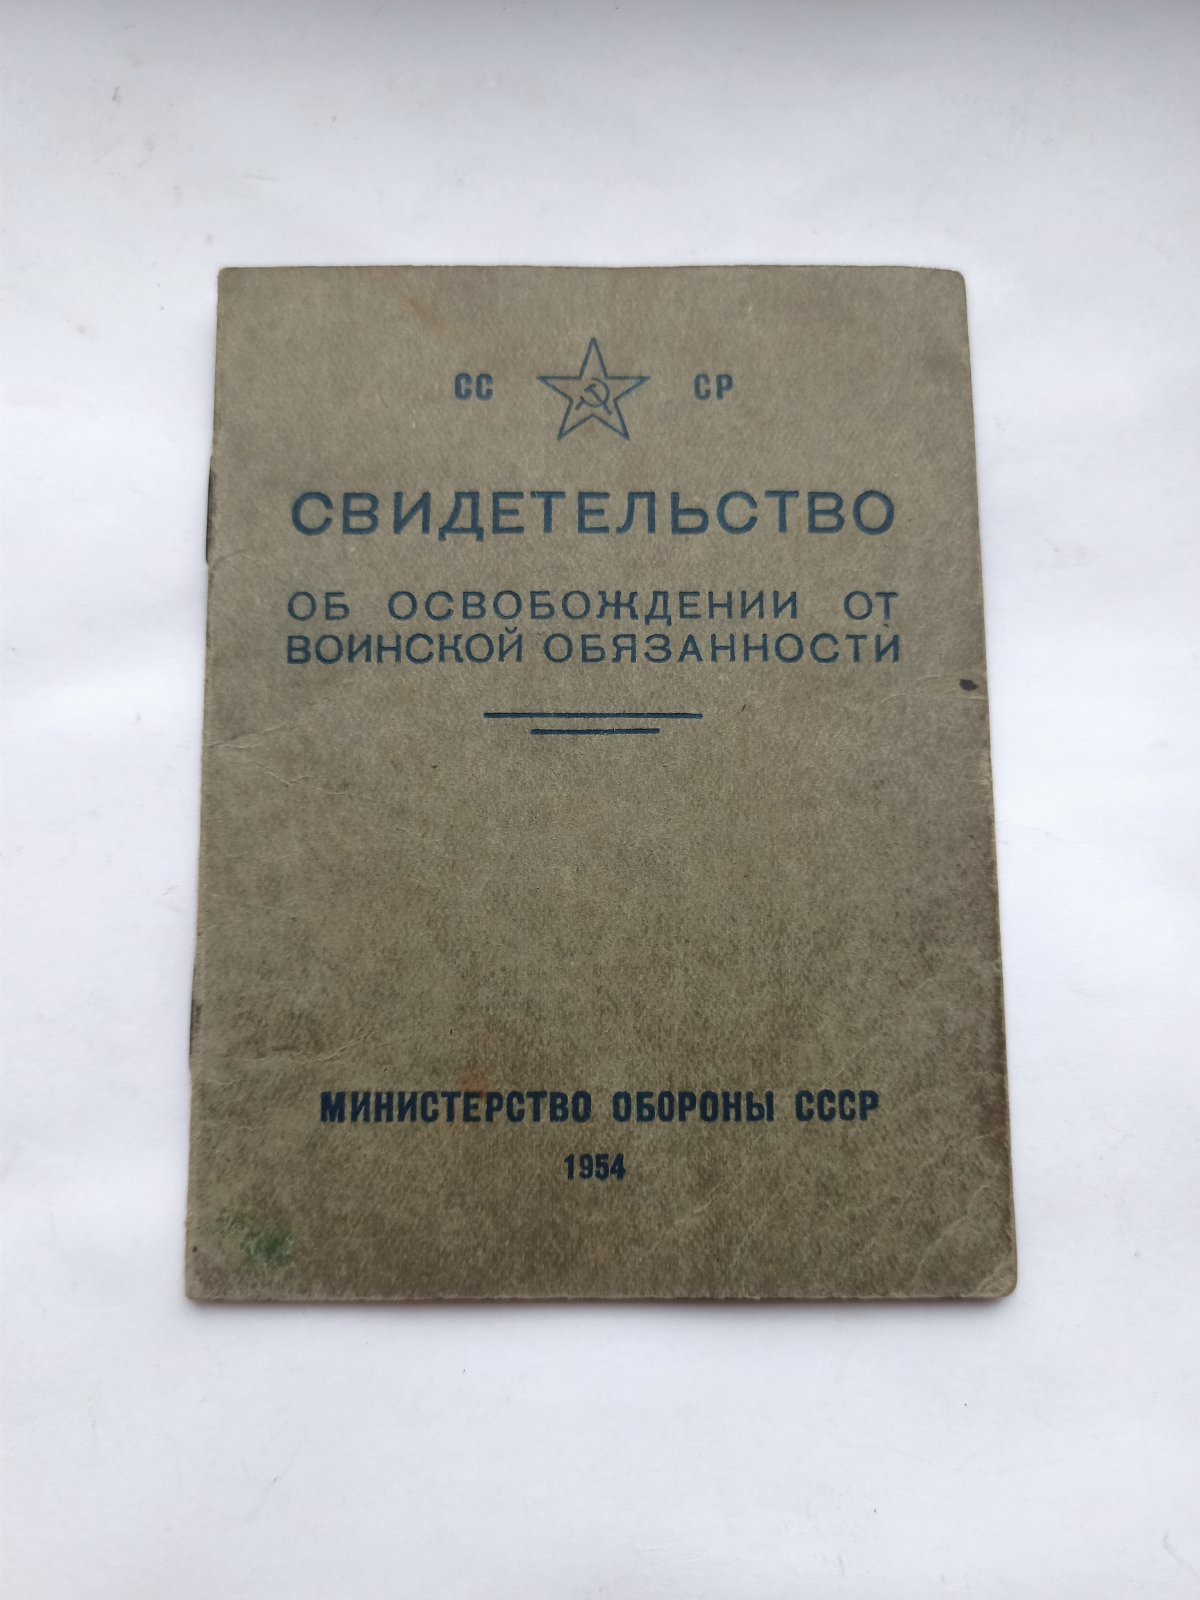 СС СР
СВИДЕТЕЛЬСТВО
ОБ ОСВОБОЖДЕНИИ ОТ
ВОИНСКОЙ ОБЯЗАННОСТИ
МИНИСТЕРСТВО ОБОРОНЫ СССР
1954